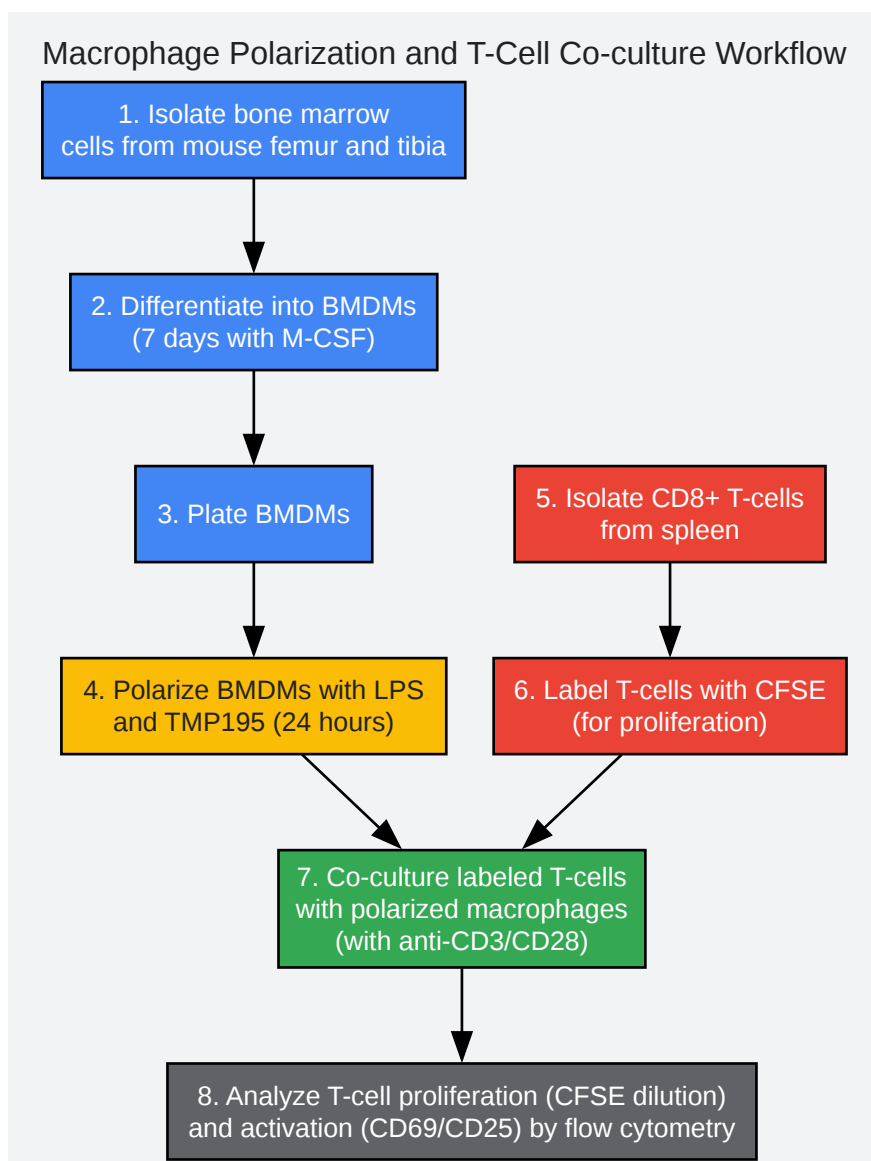 Macrophage Polarization and T-Cell Co-culture Workflow
1. Isolate bone marrow
cells from mouse femur and tibia
2. Differentiate into BMDMs
(7 days with M-CSF)
3. Plate BMDMs
4. Polarize BMDMs with LPS
and TMP195 (24 hours)
5. Isolate CD8+ T-cells
from spleen
6. Label T-cells with CFSE
(for proliferation)
7. Co-culture labeled T-cells
with polarized macrophages
(with anti-CD3/CD28)
8. Analyze T-cell proliferation (CFSE dilution)
and activation (CD69/CD25) by flow cytometry